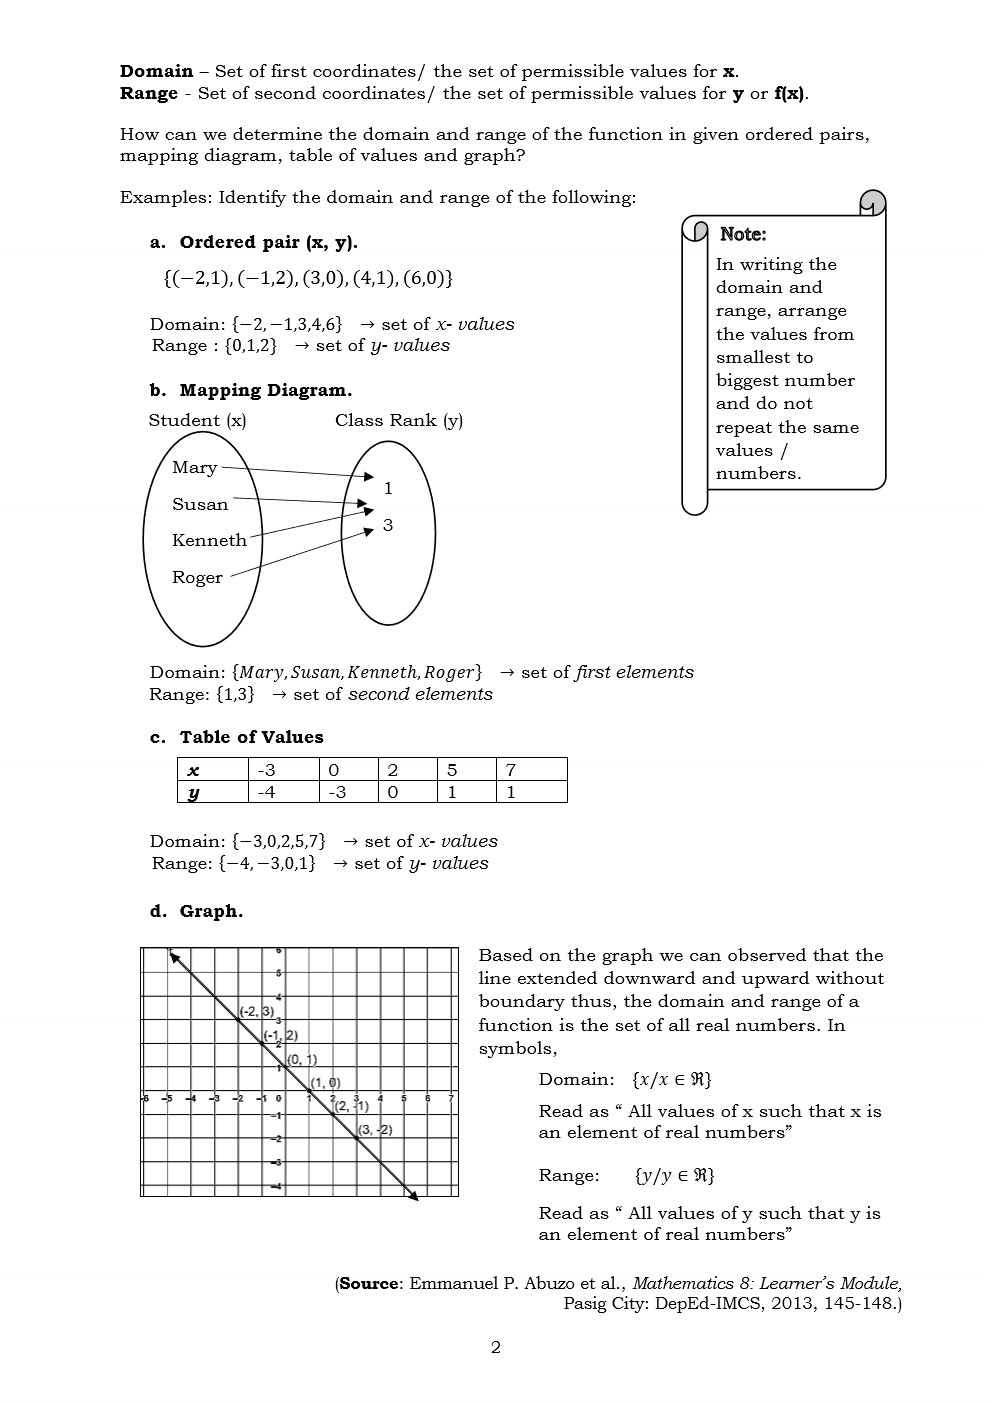 Domain – Set of first coordinates/ the set of permissible values for x.
Range - Set of second coordinates/ the set of permissible values for y or f(x).
How can we determine the domain and range of the function in given ordered pairs,
mapping diagram, table of values and graph?
Examples: Identify the domain and range of the following:
a. Ordered pair (x, y).
{(−2,1), (−1,2), (3,0), (4,1), (6,0)}
Domain: {−2, −1,3,4,6} → set of x- values
Range : {0,1,2} → set of y- values
Note:
In writing the
domain and
range, arrange
the values from
smallest to
biggest number
and do not
repeat the same
values /
numbers.
b. Mapping Diagram.
Student (x) Class Rank (y)
Mary
Susan
Kenneth
Roger
1
3
Domain: {Mary, Susan, Kenneth, Roger} → set of first elements
Range: {1,3} → set of second elements
c. Table of Values
x -3 0 2 5 7
y -4 -3 0 1 1
Domain: {−3,0,2,5,7} → set of x- values
Range: {−4, −3,0,1} → set of y- values
d. Graph.
6
5
4
(-2, 3)
3
(-1, 2)
2
(0, 1)
1
(1, 0)
-6 -5 -4 -3 -2 -1 0 1 2 3 4 5 6 7
(2, -1)
-1
(3, -2)
-2
-3
-4
Based on the graph we can observed that the
line extended downward and upward without
boundary thus, the domain and range of a
function is the set of all real numbers. In
symbols,
Domain: {x/x ∈ ℜ}
Read as “ All values of x such that x is
an element of real numbers”
Range: {y/y ∈ ℜ}
Read as “ All values of y such that y is
an element of real numbers”
(Source: Emmanuel P. Abuzo et al., Mathematics 8: Learner’s Module,
Pasig City: DepEd-IMCS, 2013, 145-148.)
2